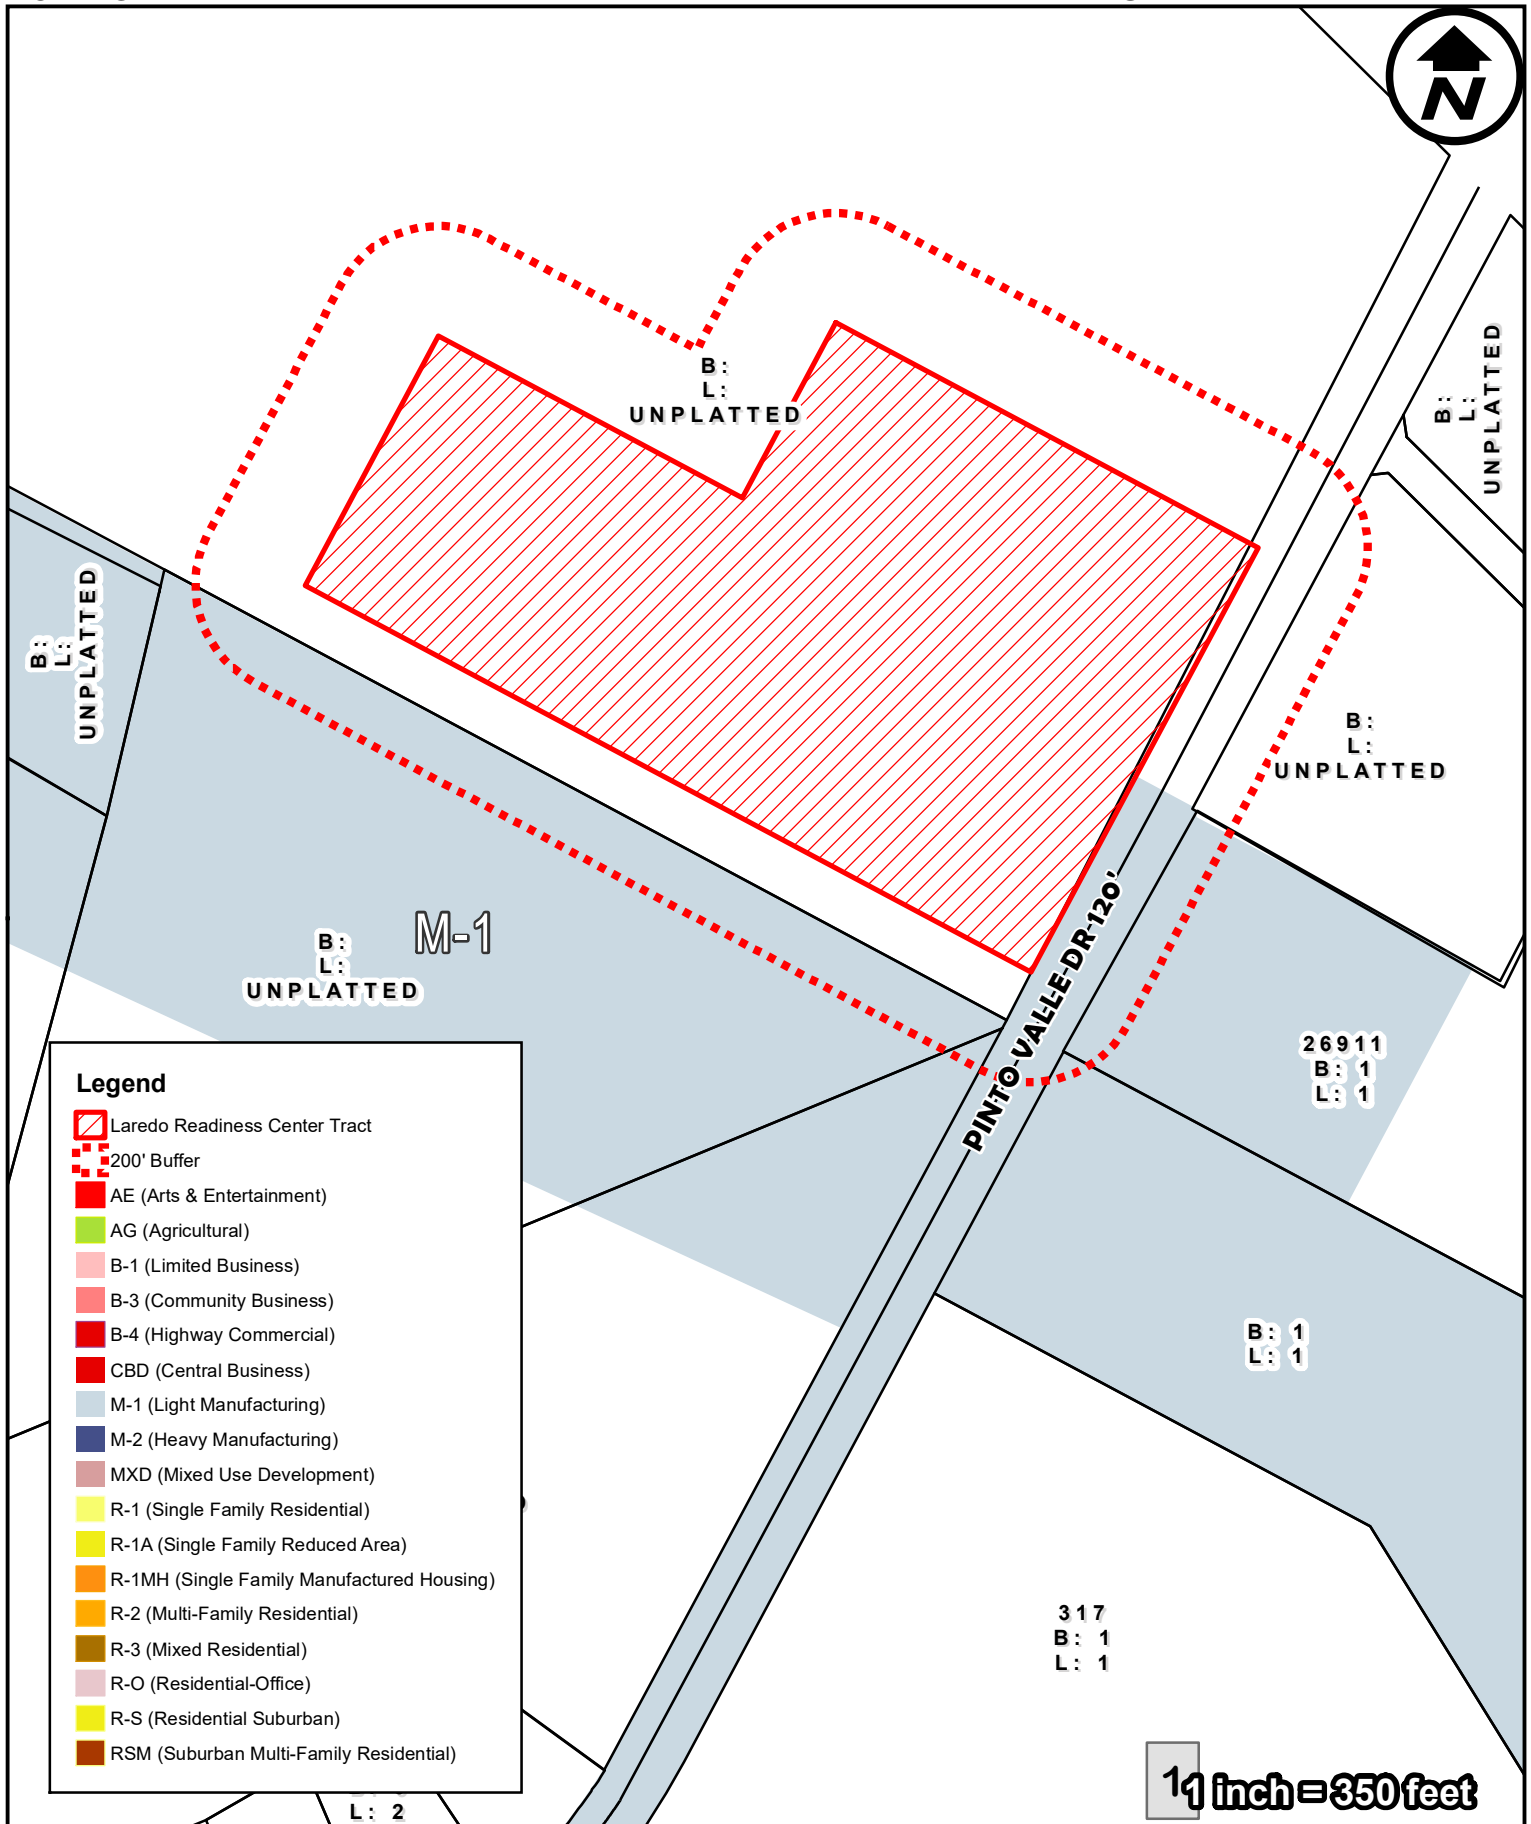 N
B:
L:
UNPLATTED
B:
L:
UNPLATTED
B:
L:
UNPLATTED
B:
L:
UNPLATTED
M-1
B:
L:
UNPLATTED
PINTO VALLE DR 120'
26911
B: 1
L: 1
B: 1
L: 1
317
B: 1
L: 1
Legend
Laredo Readiness Center Tract
200' Buffer
AE (Arts & Entertainment)
AG (Agricultural)
B-1 (Limited Business)
B-3 (Community Business)
B-4 (Highway Commercial)
CBD (Central Business)
M-1 (Light Manufacturing)
M-2 (Heavy Manufacturing)
MXD (Mixed Use Development)
R-1 (Single Family Residential)
R-1A (Single Family Reduced Area)
R-1MH (Single Family Manufactured Housing)
R-2 (Multi-Family Residential)
R-3 (Mixed Residential)
R-O (Residential-Office)
R-S (Residential Suburban)
RSM (Suburban Multi-Family Residential)
L: 2
1
1 inch = 350 feet